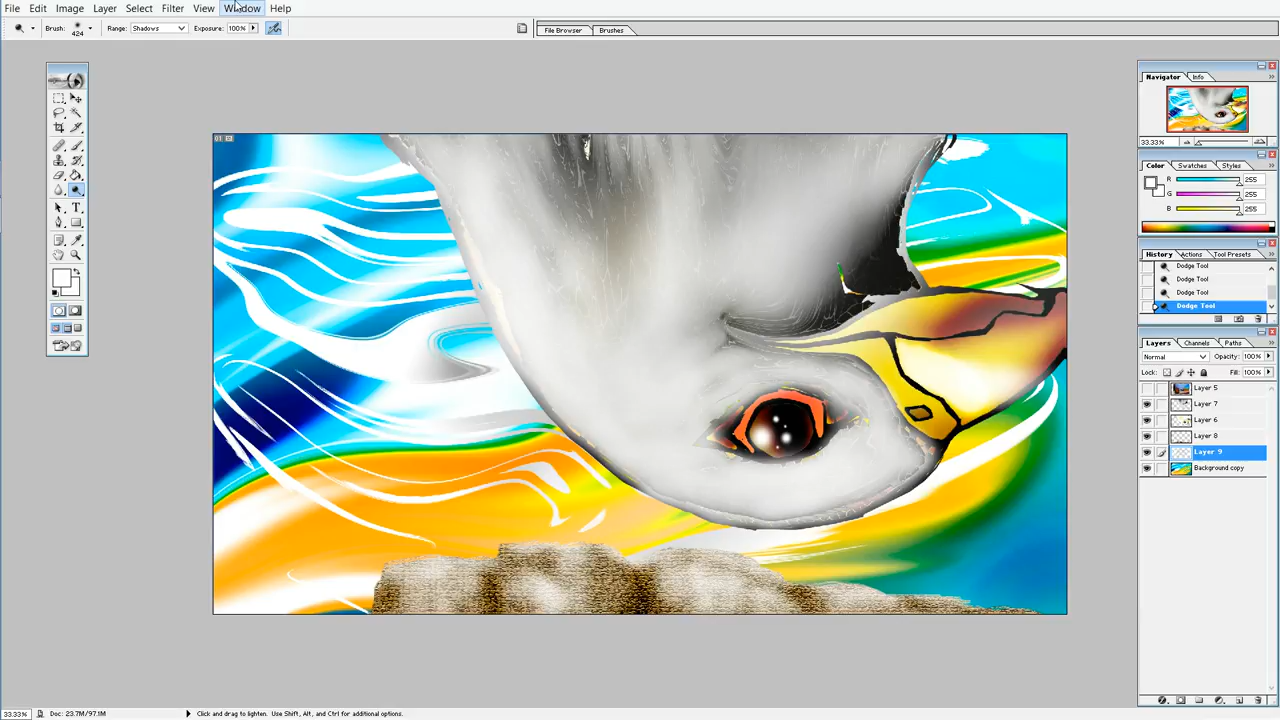 File Edit Image Layer Select Filter View Window Help
Brush: 424 Range: Shadows Exposure: 100% File Browser Brushes
Navigator Info
33.33%
Color Swatches Styles
R 255
G 255
B 255
History Actions Tool Presets
Dodge Tool
Dodge Tool
Dodge Tool
Dodge Tool
Layers Channels Paths
Normal Opacity: 100%
Lock: Fill: 100%
Layer 5
Layer 7
Layer 6
Layer 8
Layer 9
Background copy
01
T
33.33% Doc: 23.7M/97.1M Click and drag to lighten. Use Shift, Alt, and Ctrl for additional options.